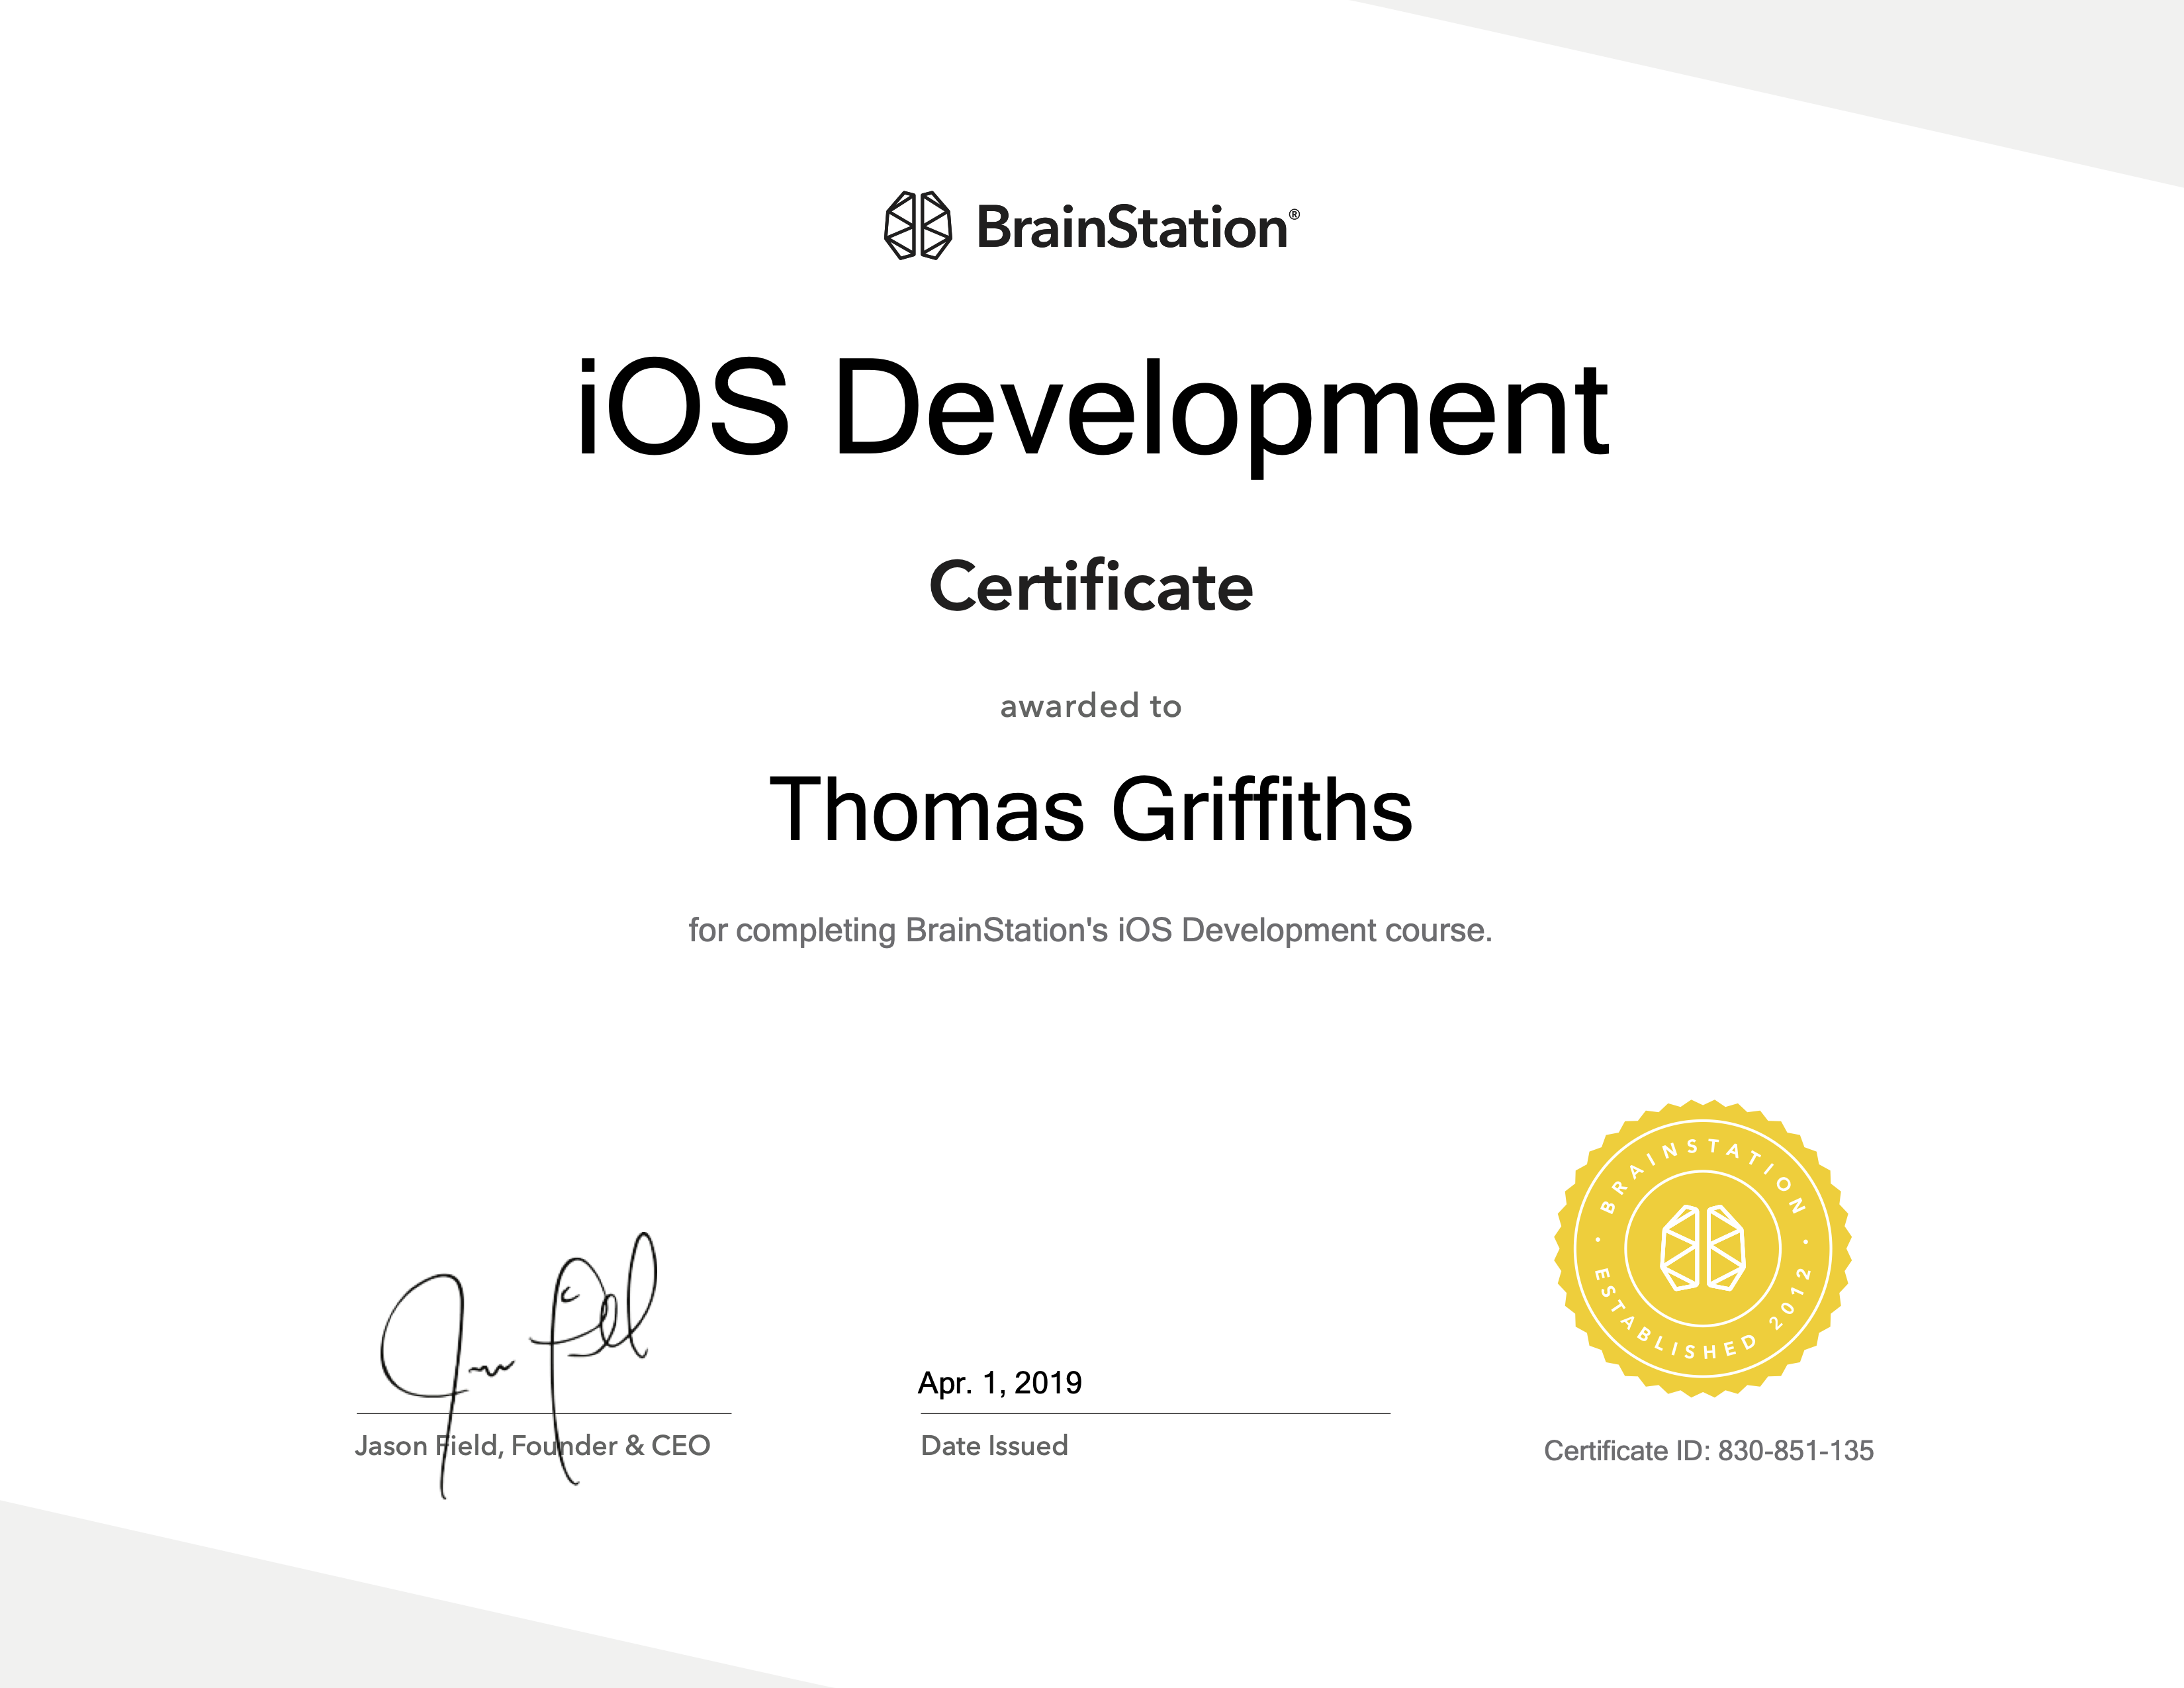 BrainStation®
iOS Development
Certificate
awarded to
Thomas Griffiths
for completing BrainStation's iOS Development course.
BRAINSTATION
• ESTABLISHED 2012 •
Apr. 1, 2019
Jason Field, Founder & CEO
Date Issued
Certificate ID: 830-851-135